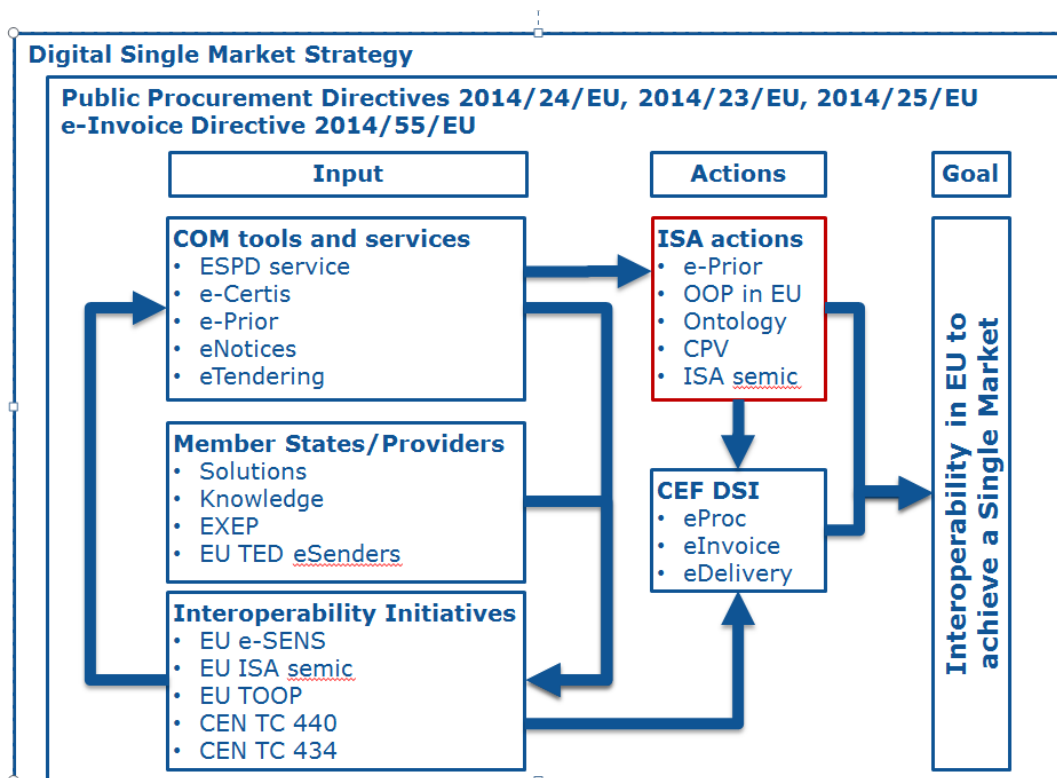 Digital Single Market Strategy
Public Procurement Directives 2014/24/EU, 2014/23/EU, 2014/25/EU
e-Invoice Directive 2014/55/EU
Input
Actions
Goal
COM tools and services
• ESPD service
• e-Certis
• e-Prior
• eNotices
• eTendering
ISA actions
• e-Prior
• OOP in EU
• Ontology
• CPV
• ISA semic
Member States/Providers
• Solutions
• Knowledge
• EXEP
• EU TED eSenders
CEF DSI
• eProc
• eInvoice
• eDelivery
Interoperability Initiatives
• EU e-SENS
• EU ISA semic
• EU TOOP
• CEN TC 440
• CEN TC 434
Interoperability in EU to
achieve a Single Market